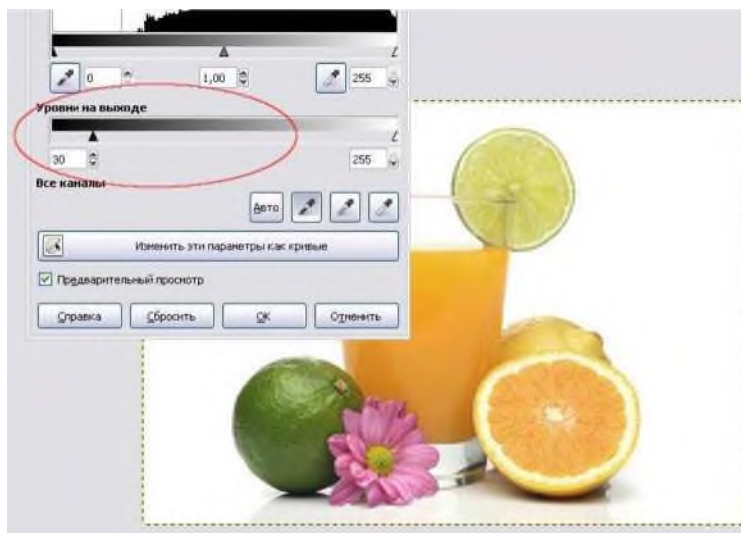 0 1,00 255
Уровни на выходе
30 255
Все каналы
Авто
Изменить эти параметры как кривые
Предварительный просмотр
Справка Сбросить OK Отменить